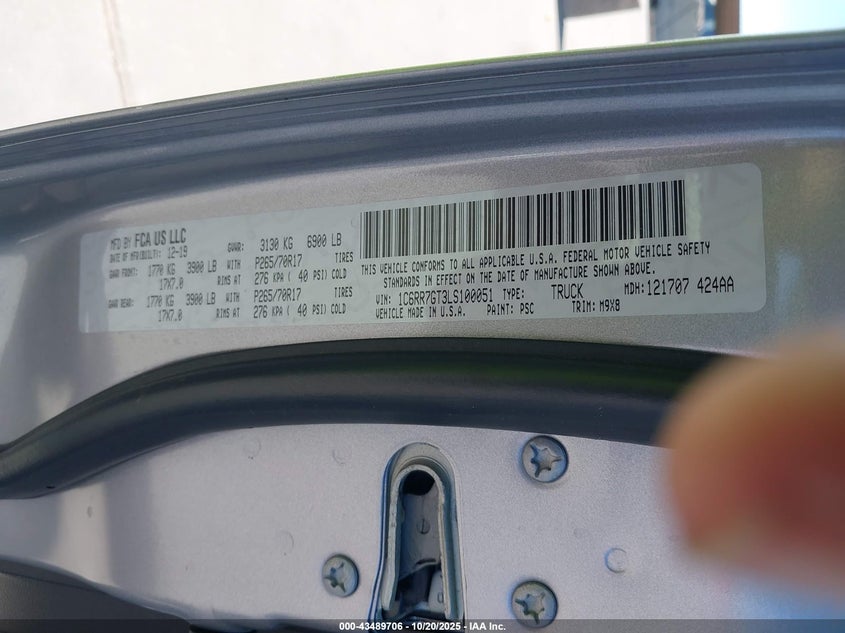 MFD BY FCA US LLC
DATE OF MFG(BUILT): 12-19 GVWR: 3130 KG 6900 LB
GAWR FRONT: 1770 KG 3900 LB WITH P265/70R17 TIRES
17X7.0 RIMS AT 276 KPA ( 40 PSI) COLD
GAWR REAR: 1770 KG 3900 LB WITH P265/70R17 TIRES
17X7.0 RIMS AT 276 KPA ( 40 PSI) COLD
THIS VEHICLE CONFORMS TO ALL APPLICABLE U.S.A. FEDERAL MOTOR VEHICLE SAFETY
STANDARDS IN EFFECT ON THE DATE OF MANUFACTURE SHOWN ABOVE.
VIN: 1C6RR7GT3LS100051 TYPE: TRUCK MDH: 121707 424AA
VEHICLE MADE IN U.S.A. PAINT: PSC TRIM: M9X8
000-43489706 - 10/20/2025 - IAA Inc.